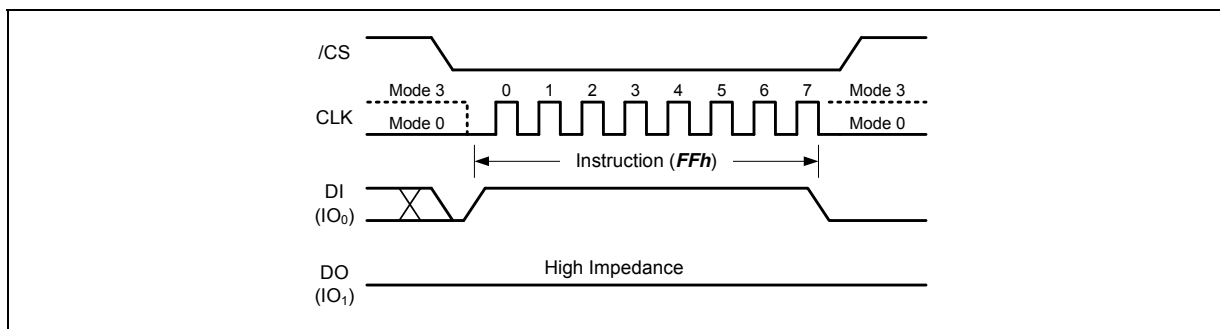 /CS
Mode 3 0 1 2 3 4 5 6 7 Mode 3
CLK
Mode 0 Mode 0
Instruction (FFh)
DI
(IO₀)
High Impedance
DO
(IO₁)